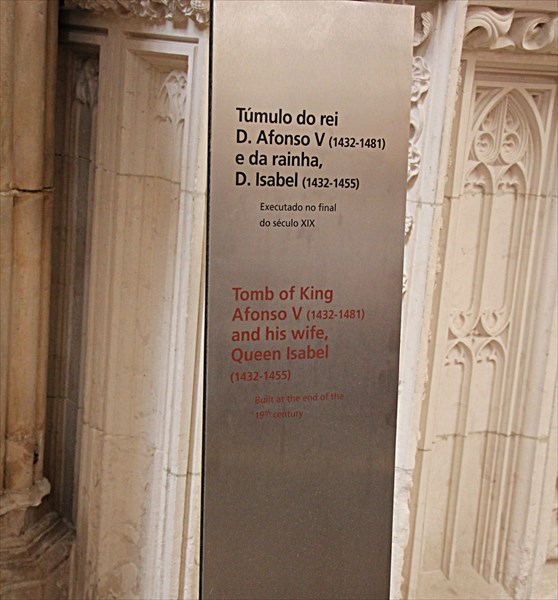 Túmulo do rei
D. Afonso V (1432-1481)
e da rainha,
D. Isabel (1432-1455)
Executado no final
do século XIX
Tomb of King
Afonso V (1432-1481)
and his wife,
Queen Isabel
(1432-1455)
Built at the end of the
19th century